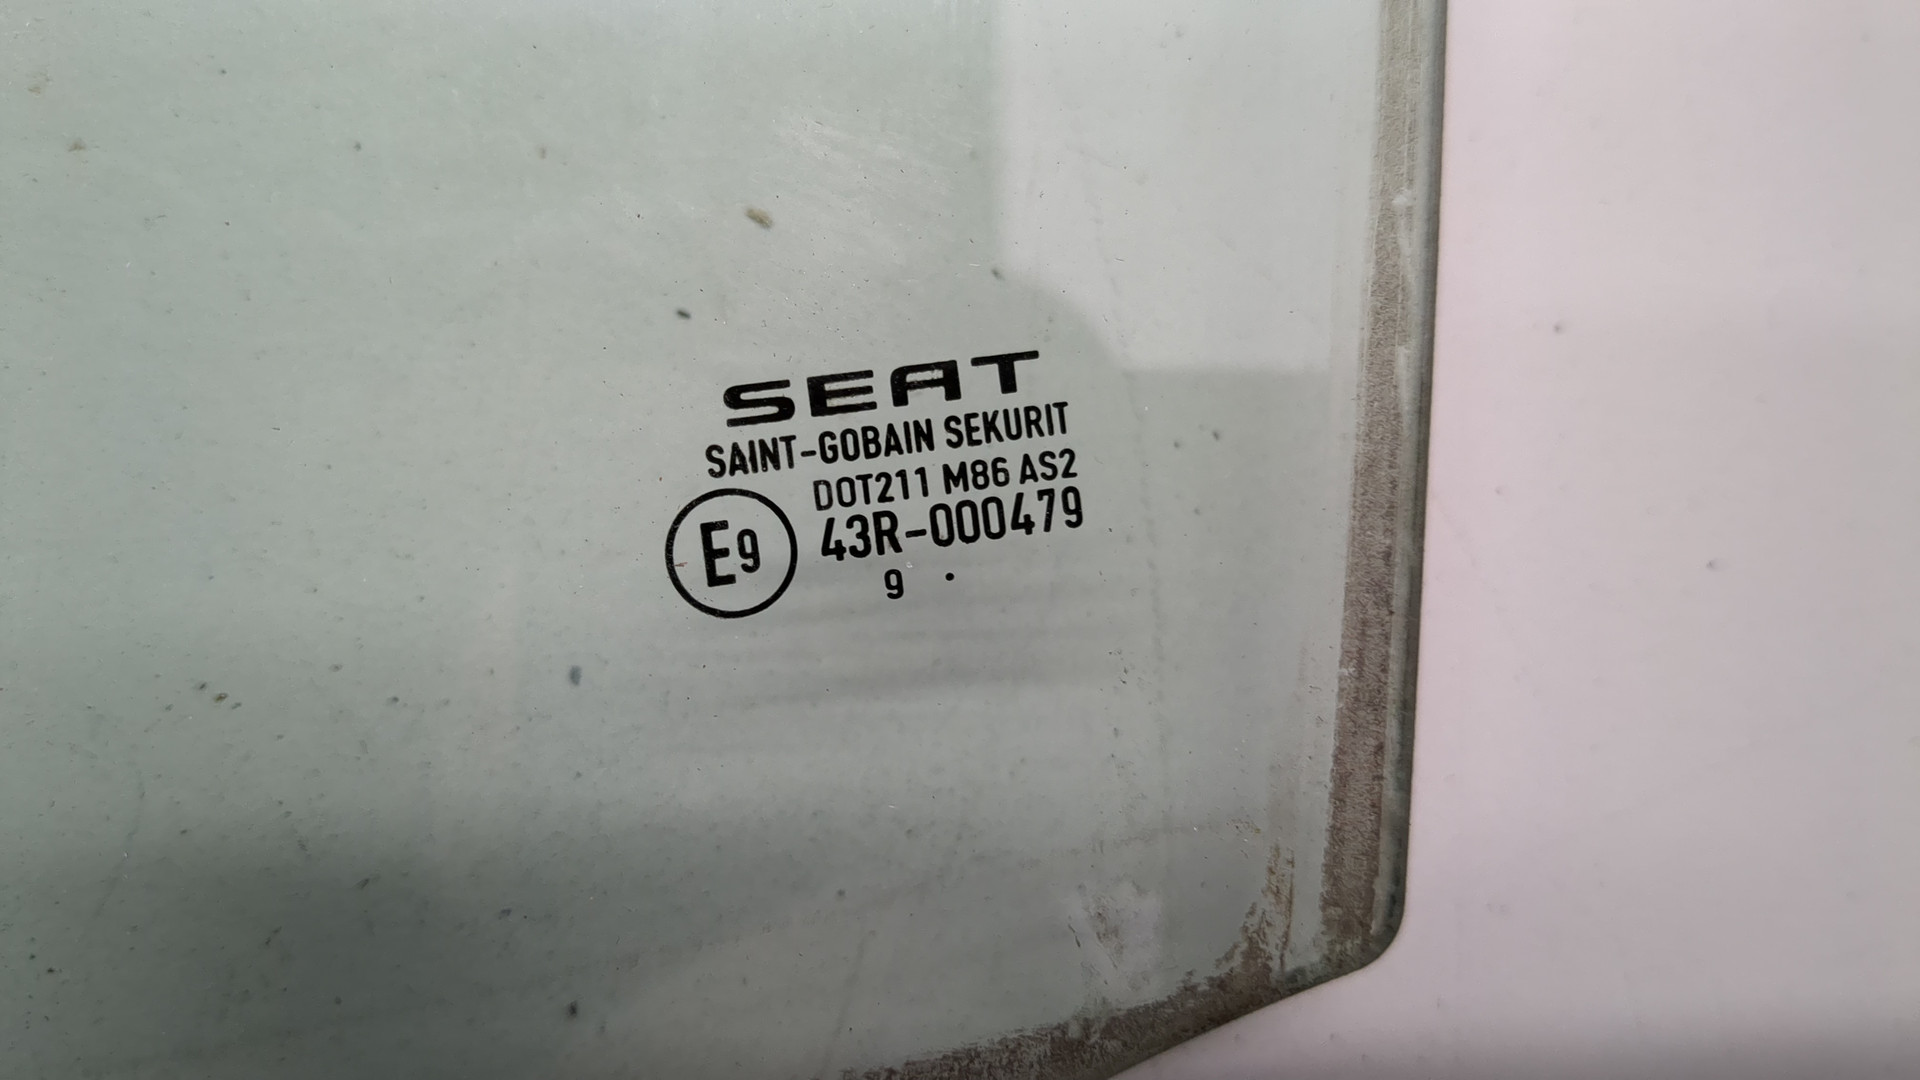 SEAT
SAINT-GOBAIN SEKURIT
DOT211 M86 AS2
E9 43R-000479
9 .